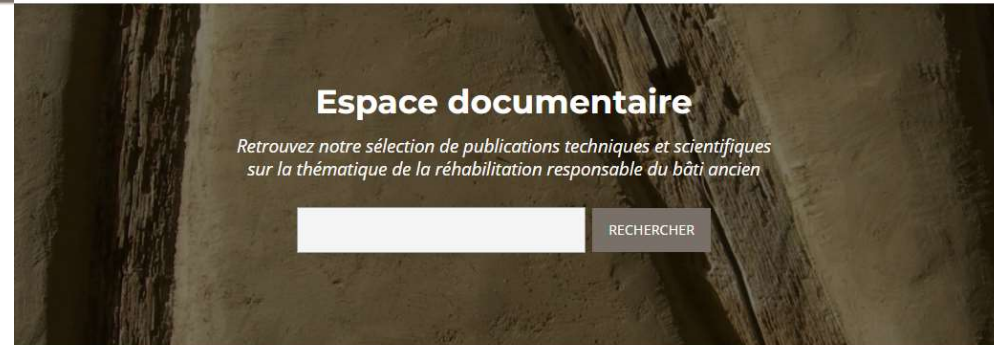 Espace documentaire
Retrouvez notre sélection de publications techniques et scientifiques
sur la thématique de la réhabilitation responsable du bâti ancien
RECHERCHER